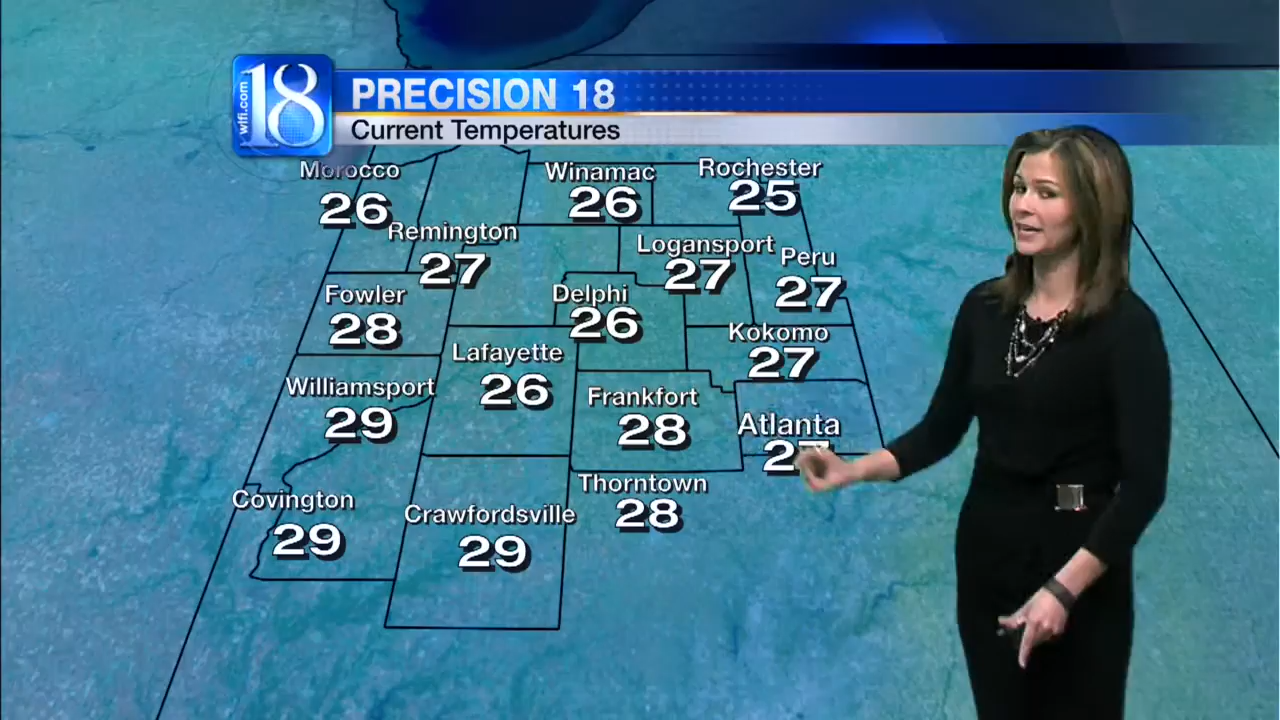 wlfi.com
18
PRECISION 18
Current Temperatures
Morocco
26
Winamac
26
Rochester
25
Remington
27
Logansport
27
Peru
27
Fowler
28
Delphi
26
Kokomo
27
Lafayette
26
Williamsport
29
Frankfort
28
Atlanta
27
Thorntown
28
Covington
29
Crawfordsville
29